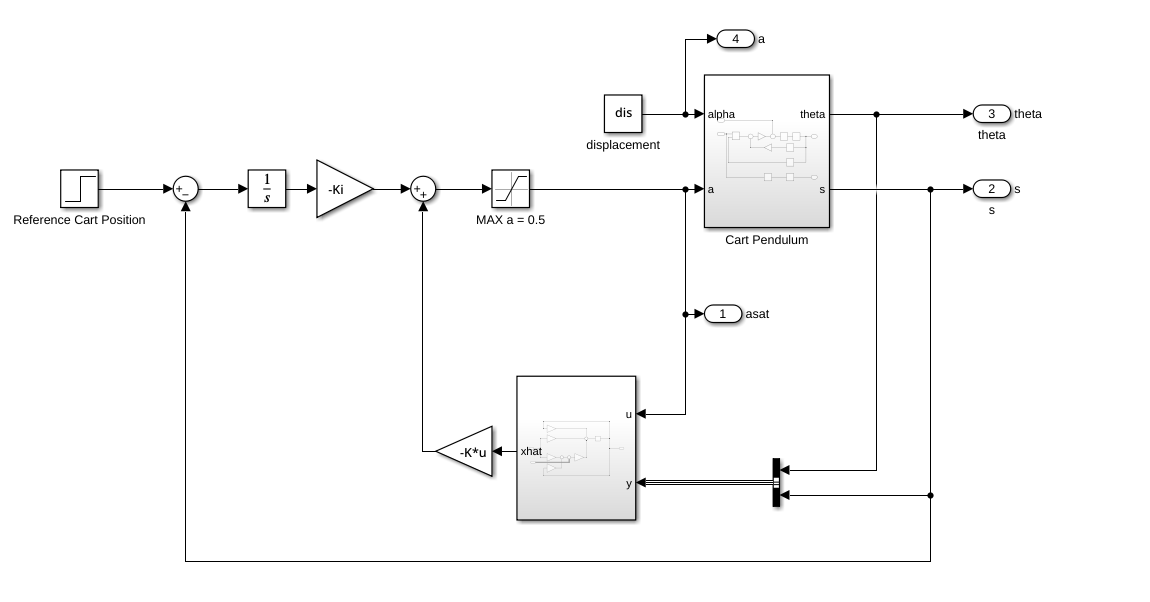 4 a
dis
displacement
alpha
theta
3 theta
theta
Reference Cart Position
+
−
1
s
-Ki
+
+
MAX a = 0.5
a
s
Cart Pendulum
2 s
s
1 asat
u
xhat
y
-K*u